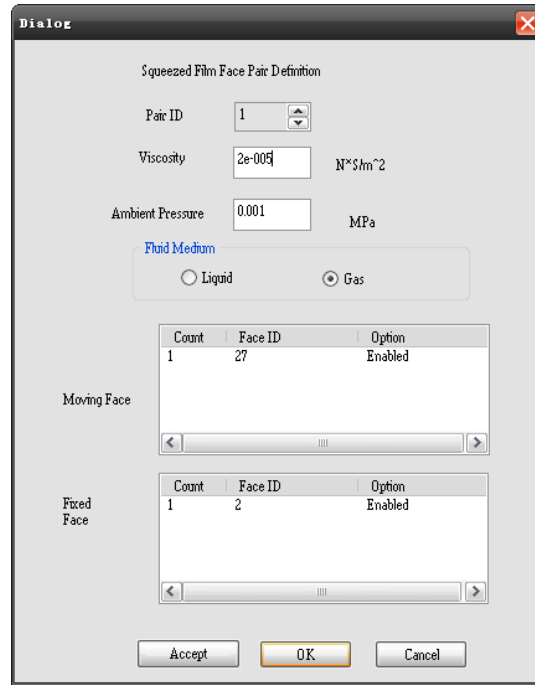 Dialog
Squeezed Film Face Pair Definition
Pair ID 1
Viscosity 2e-005 N*S/m^2
Ambient Pressure 0.001 MPa
Fluid Medium
Liquid Gas
Count Face ID Option
1 27 Enabled
Moving Face
Count Face ID Option
1 2 Enabled
Fixed
Face
Accept OK Cancel